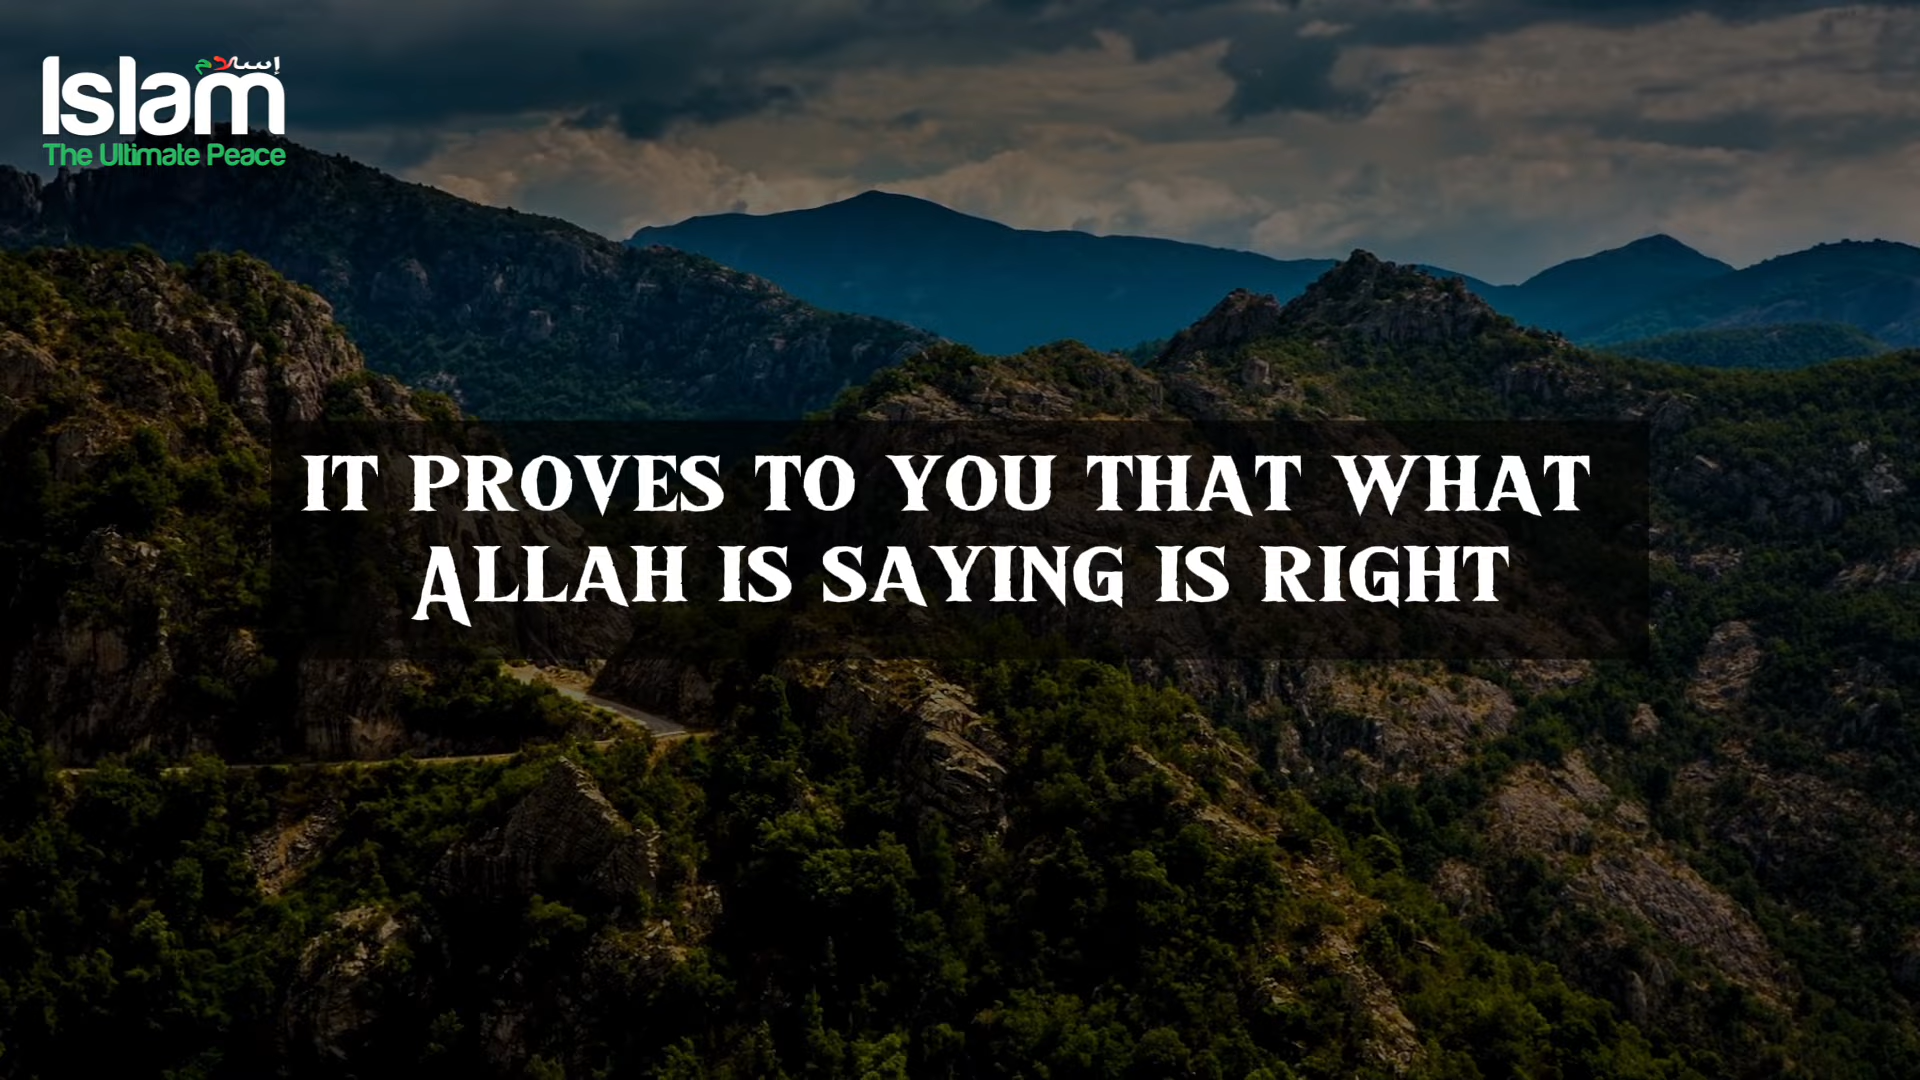 إسلام
Islam
The Ultimate Peace
IT PROVES TO YOU THAT WHAT
ALLAH IS SAYING IS RIGHT